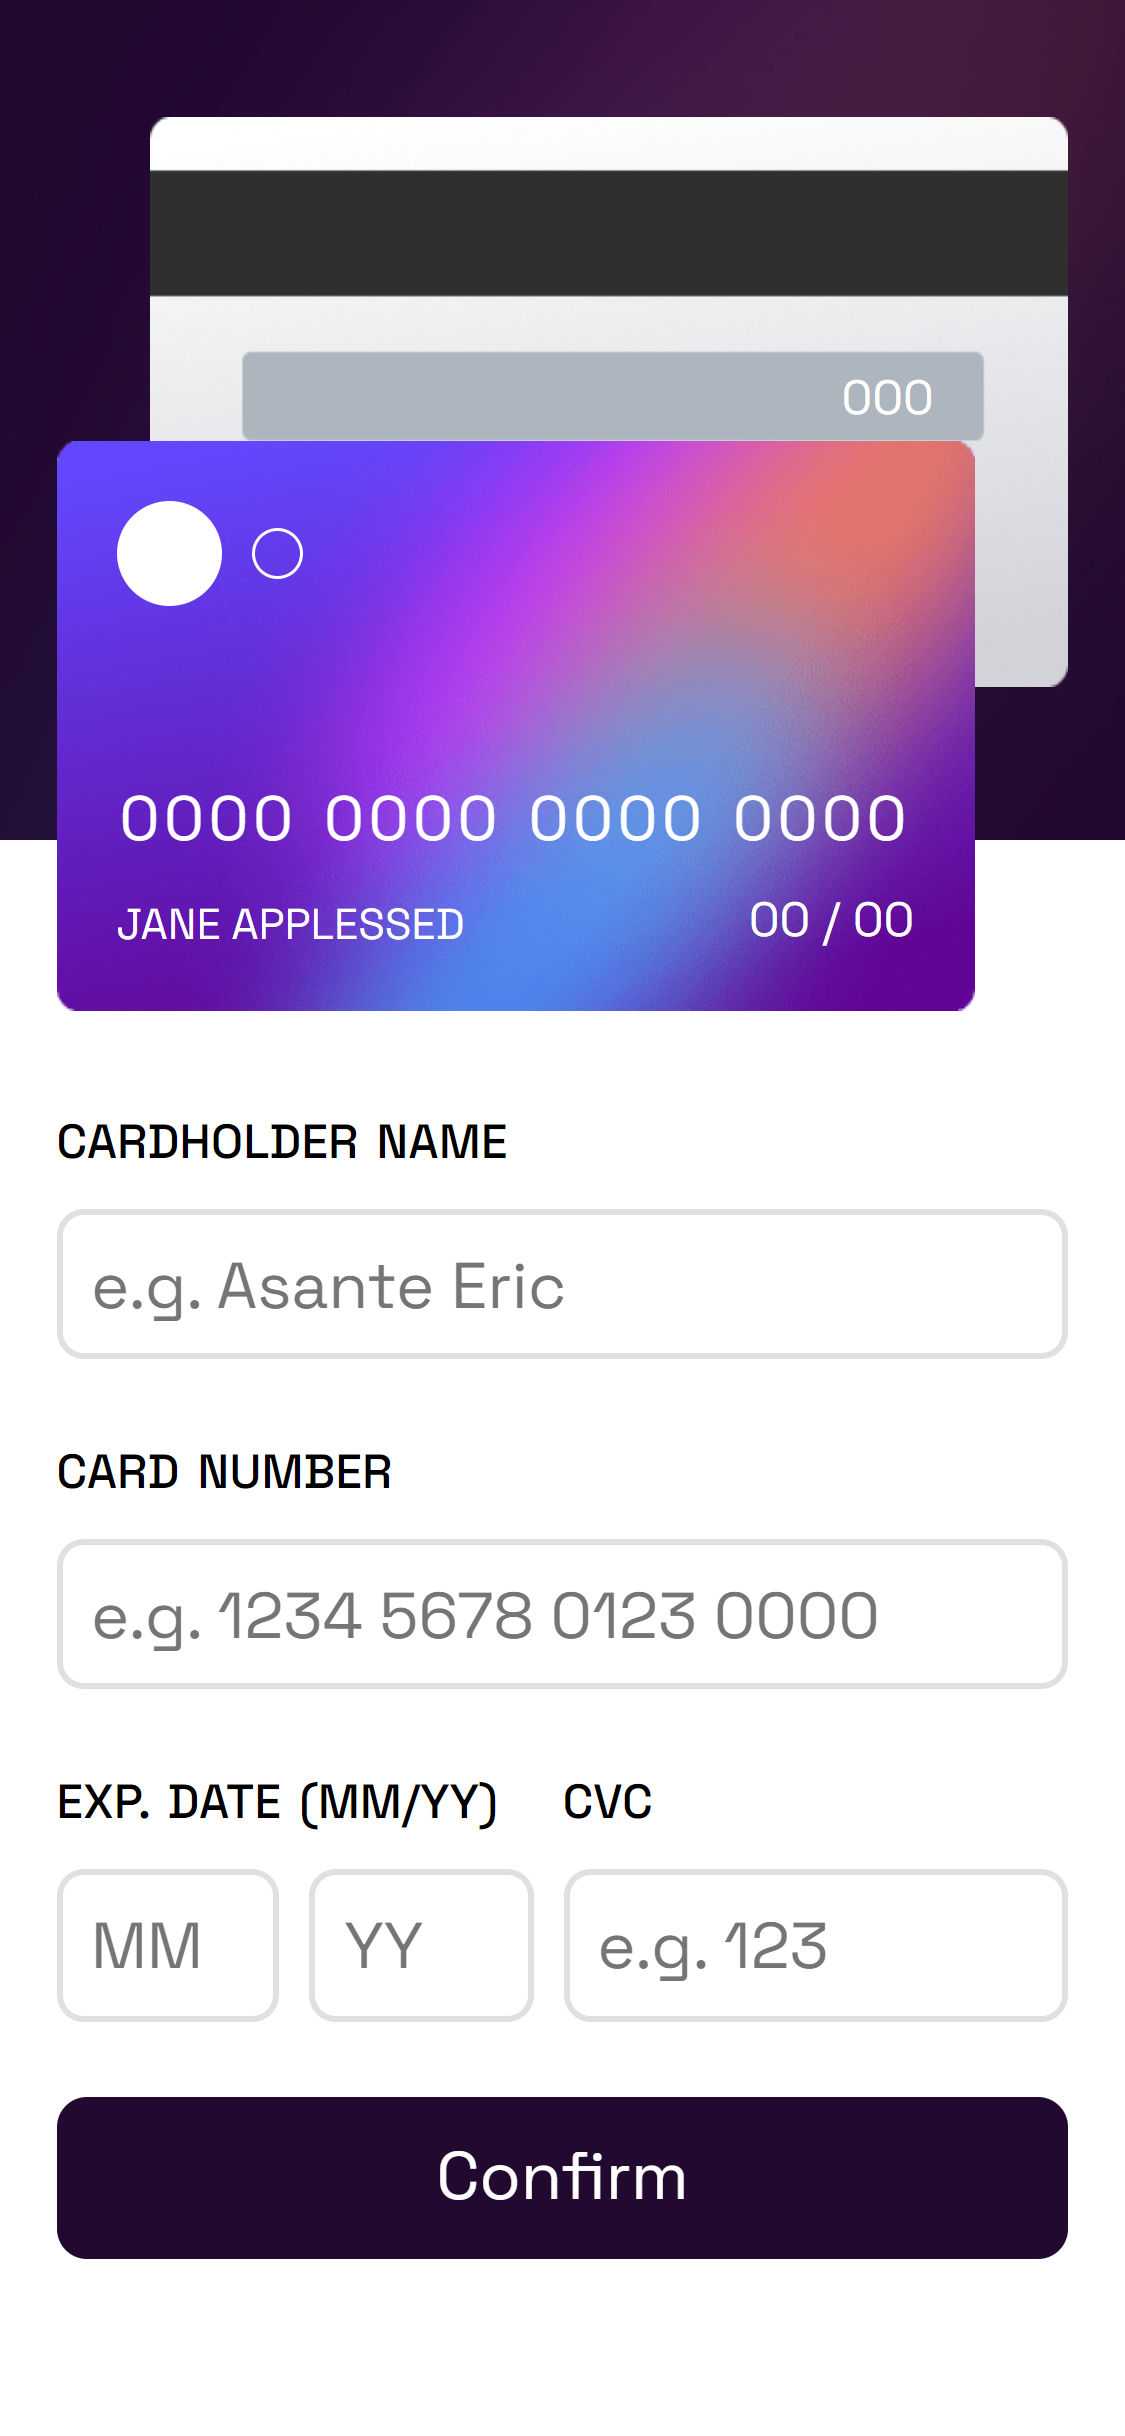 000
0000 0000 0000 0000
JANE APPLESSED 00 / 00
CARDHOLDER NAME
e.g. Asante Eric
CARD NUMBER
e.g. 1234 5678 0123 0000
EXP. DATE (MM/YY) CVC
MM YY e.g. 123
Confirm